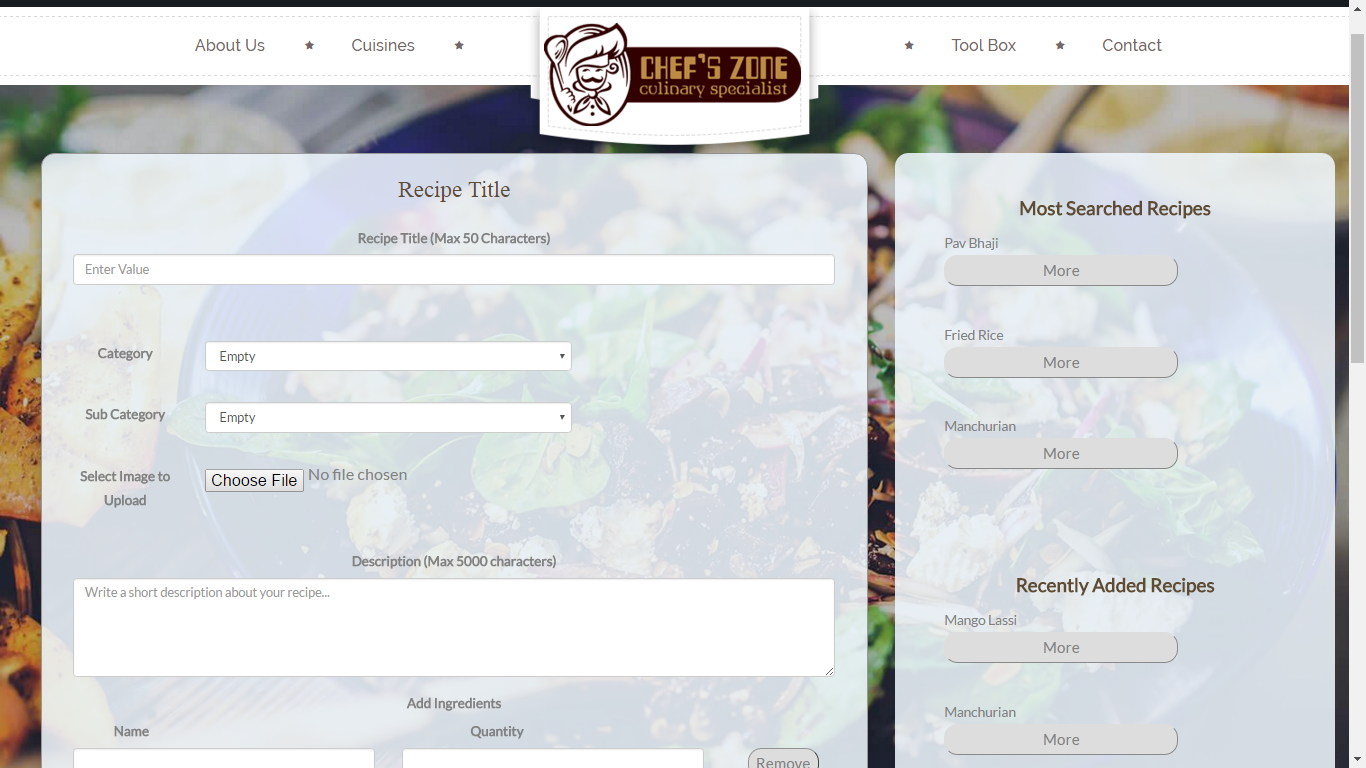 About Us
Cuisines
CHEF'S ZONE
culinary specialist
Tool Box
Contact
Recipe Title
Recipe Title (Max 50 Characters)
Enter Value
Category
Empty
Sub Category
Empty
Select Image to
Upload
Choose File No file chosen
Description (Max 5000 characters)
Write a short description about your recipe...
Add Ingredients
Name
Quantity
Remove
Most Searched Recipes
Pav Bhaji
More
Fried Rice
More
Manchurian
More
Recently Added Recipes
Mango Lassi
More
Manchurian
More